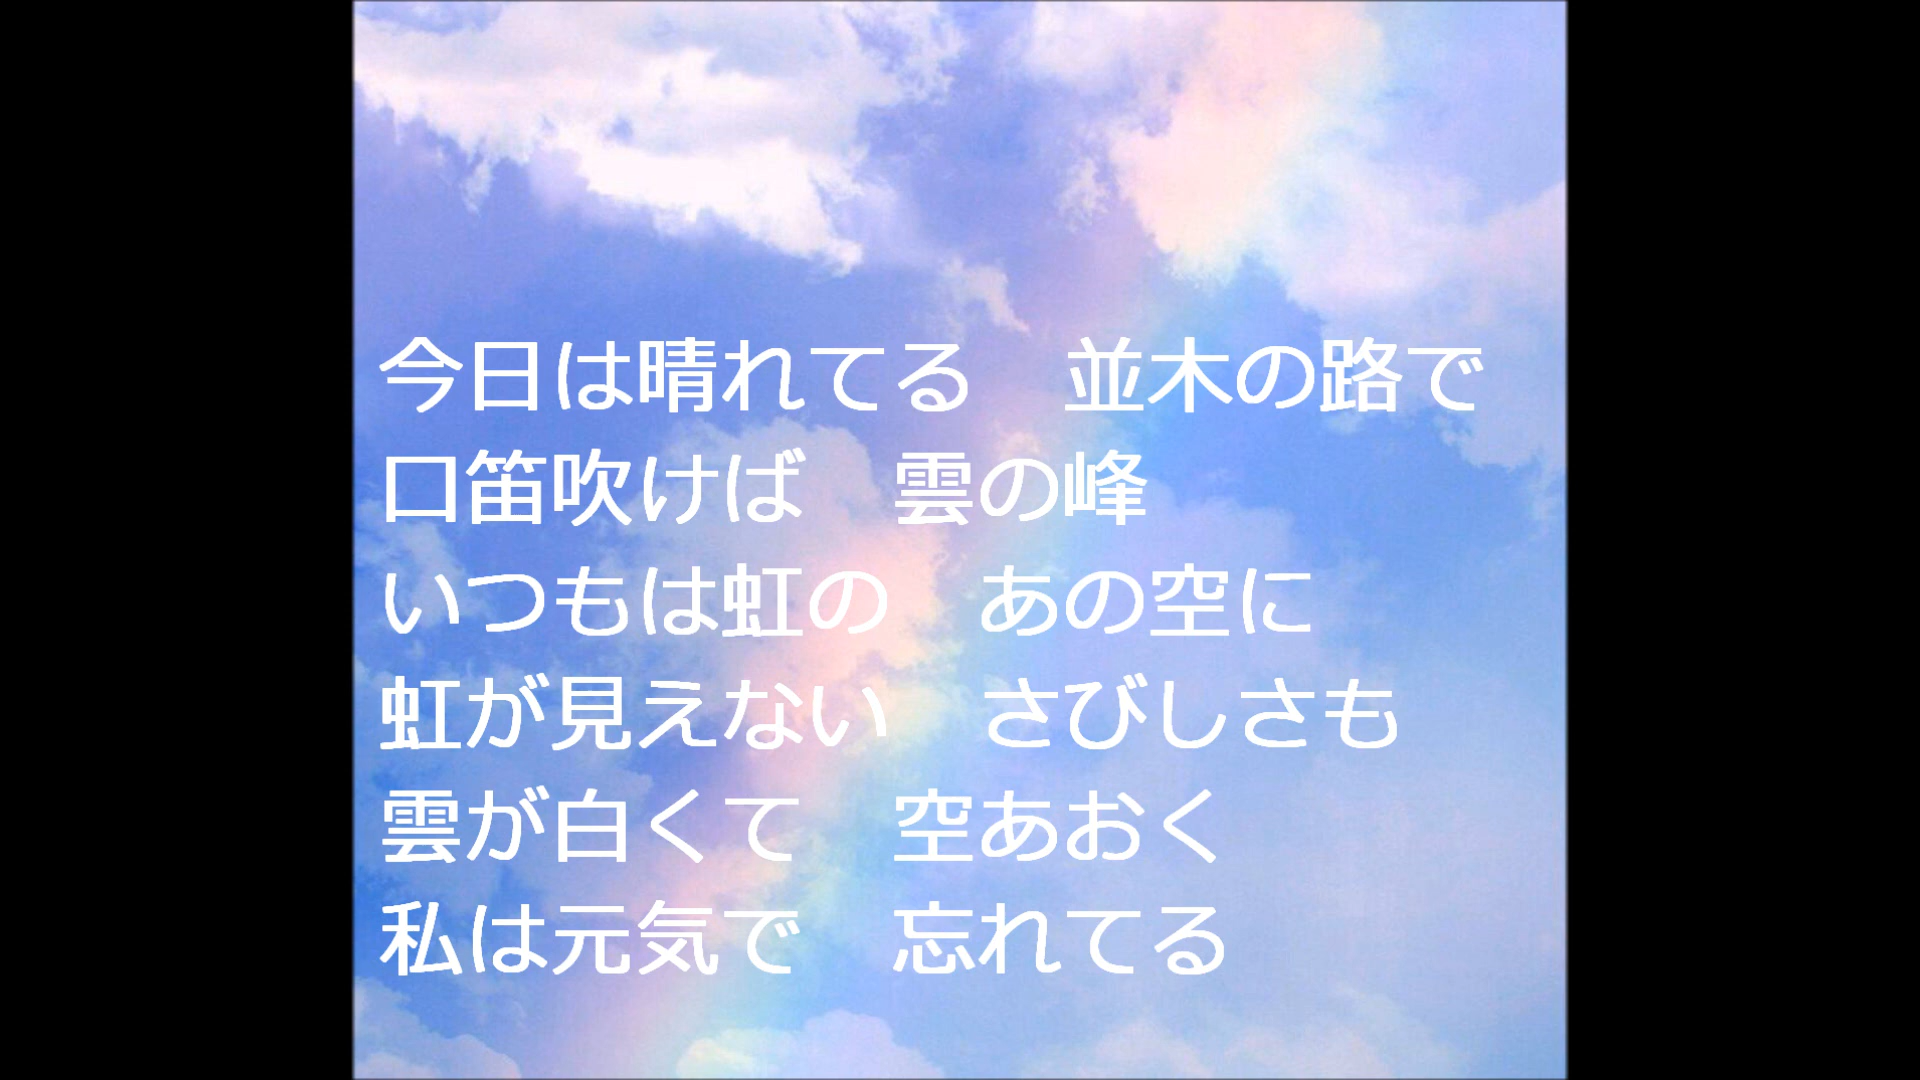 今日は晴れてる　並木の路で
口笛吹けば　雲の峰
いつもは虹の　あの空に
虹が見えない　さびしさも
雲が白くて　空あおく
私は元気で　忘れてる